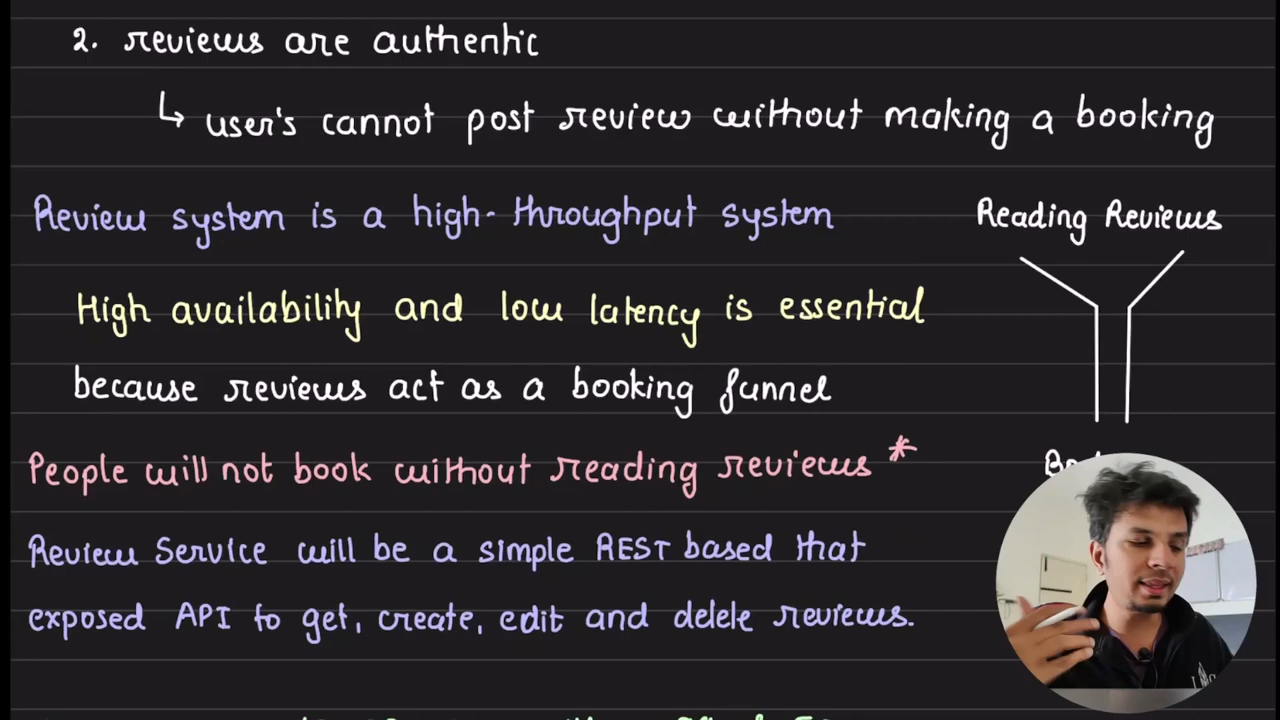 2. reviews are authentic
↳ user's cannot post review without making a booking
Review system is a high-throughput system
Reading Reviews
High availability and low latency is essential
because reviews act as a booking funnel
People will not book without reading reviews *
Review Service will be a simple REST based that
exposed API to get, create, edit and delete reviews.